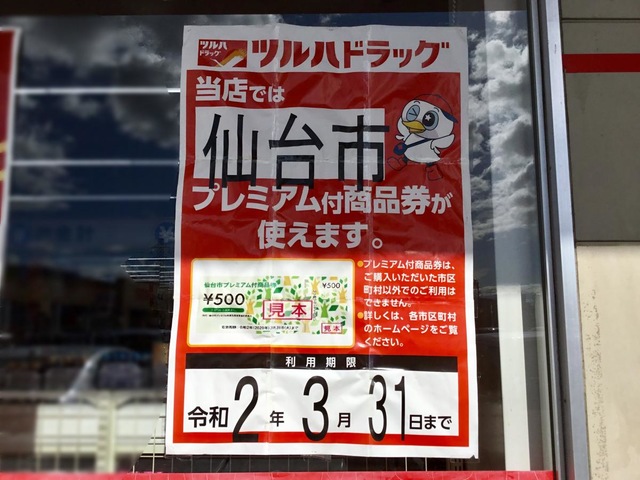 ツルハ
ドラッグ
ツルハドラッグ
当店では
仙台市
プレミアム付商品券が
使えます。
仙台市プレミアム付商品券
¥500
¥500
見本
見本
●プレミアム付商品券は、
ご購入いただいた市区
町村以外でのご利用は
できません。
●詳しくは、各市区町村
のホームページをご覧
ください。
利用期限
令和2年3月31日まで